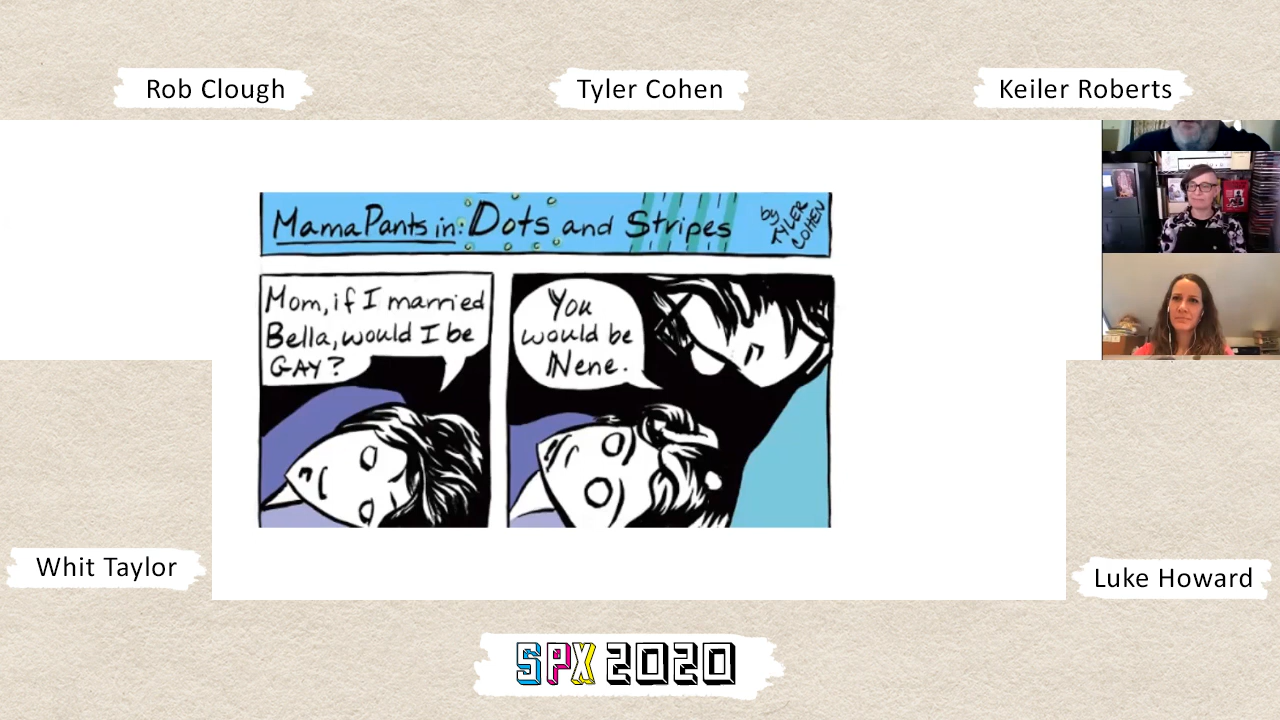 Rob Clough
Tyler Cohen
Keiler Roberts
MamaPants in: Dots and Stripes
by
TYLER
COHEN
Mom, if I married
Bella, would I be
GAY?
You
would be
Nene.
Whit Taylor
Luke Howard
SPX 2020